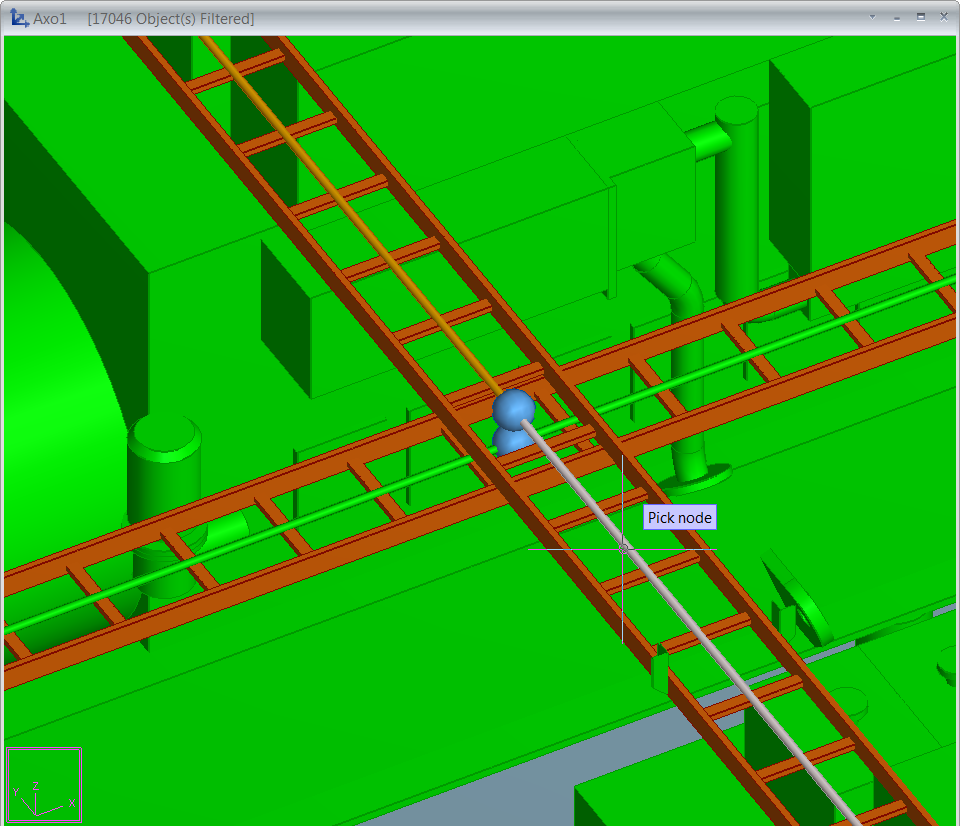 Axo1 [17046 Object(s) Filtered]
Pick node
Z
Y X